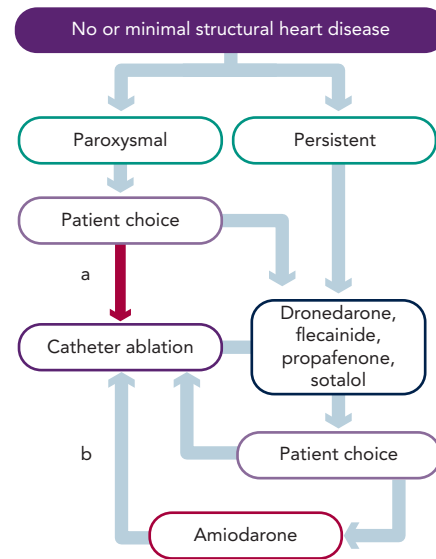 No or minimal structural heart disease
Paroxysmal
Persistent
Patient choice
a
Catheter ablation
Dronedarone,
flecainide,
propafenone,
sotalol
b
Patient choice
Amiodarone